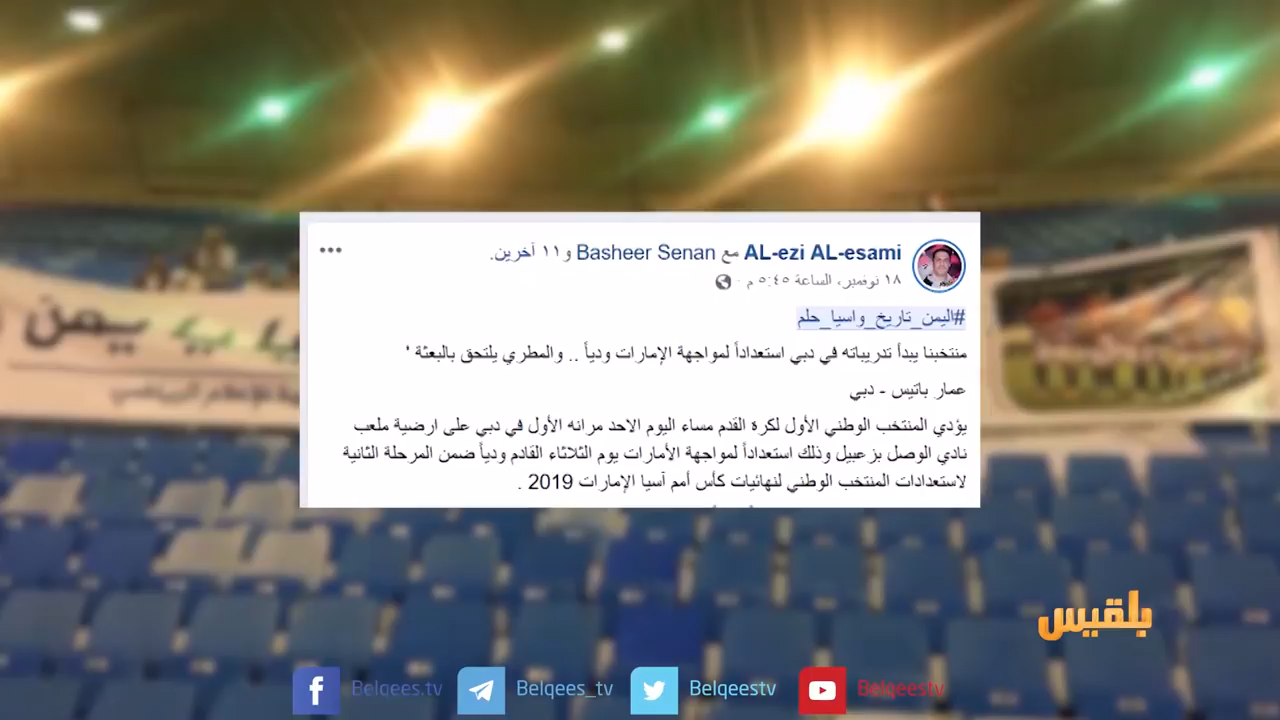 AL-ezi AL-esami مع Basheer Senan و١١ آخرين.
١٨ نوفمبر، الساعة ٥:٤٥ م
#اليمن_تاريخ_واسيا_حلم
منتخبنا يبدأ تدريباته في دبي استعداداً لمواجهة الإمارات ودياً .. والمطري يلتحق بالبعثة '
عمار باتيس - دبي
يؤدي المنتخب الوطني الأول لكرة القدم مساء اليوم الاحد مرانه الأول في دبي على ارضية ملعب
نادي الوصل بزعبيل وذلك استعداداً لمواجهة الأمارات يوم الثلاثاء القادم ودياً ضمن المرحلة الثانية
لاستعدادات المنتخب الوطني لنهائيات كأس أمم آسيا الإمارات 2019 .
يمن
بلقيس
Belqees.tv
Belqees_tv
Belqeestv
Belqeestv